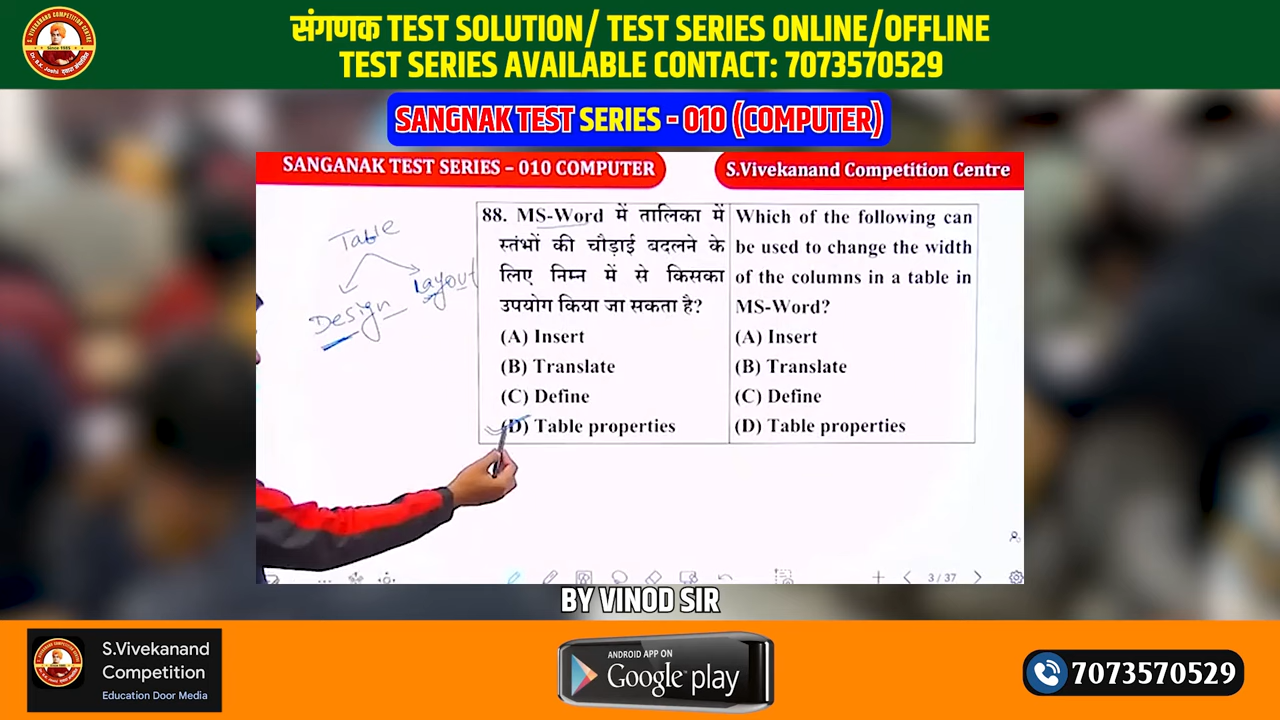 संगणक TEST SOLUTION/ TEST SERIES ONLINE/OFFLINE
TEST SERIES AVAILABLE CONTACT: 7073570529
SANGNAK TEST SERIES - 010 (COMPUTER)
SANGANAK TEST SERIES – 010 COMPUTER
S.Vivekanand Competition Centre
Table
Design
Layout
88. MS-Word में तालिका में
स्तंभों की चौड़ाई बदलने के
लिए निम्न में से किसका
उपयोग किया जा सकता है?
(A) Insert
(B) Translate
(C) Define
(D) Table properties
Which of the following can
be used to change the width
of the columns in a table in
MS-Word?
(A) Insert
(B) Translate
(C) Define
(D) Table properties
3 / 37
BY VINOD SIR
S.Vivekanand
Competition
Education Door Media
ANDROID APP ON
Google play
7073570529